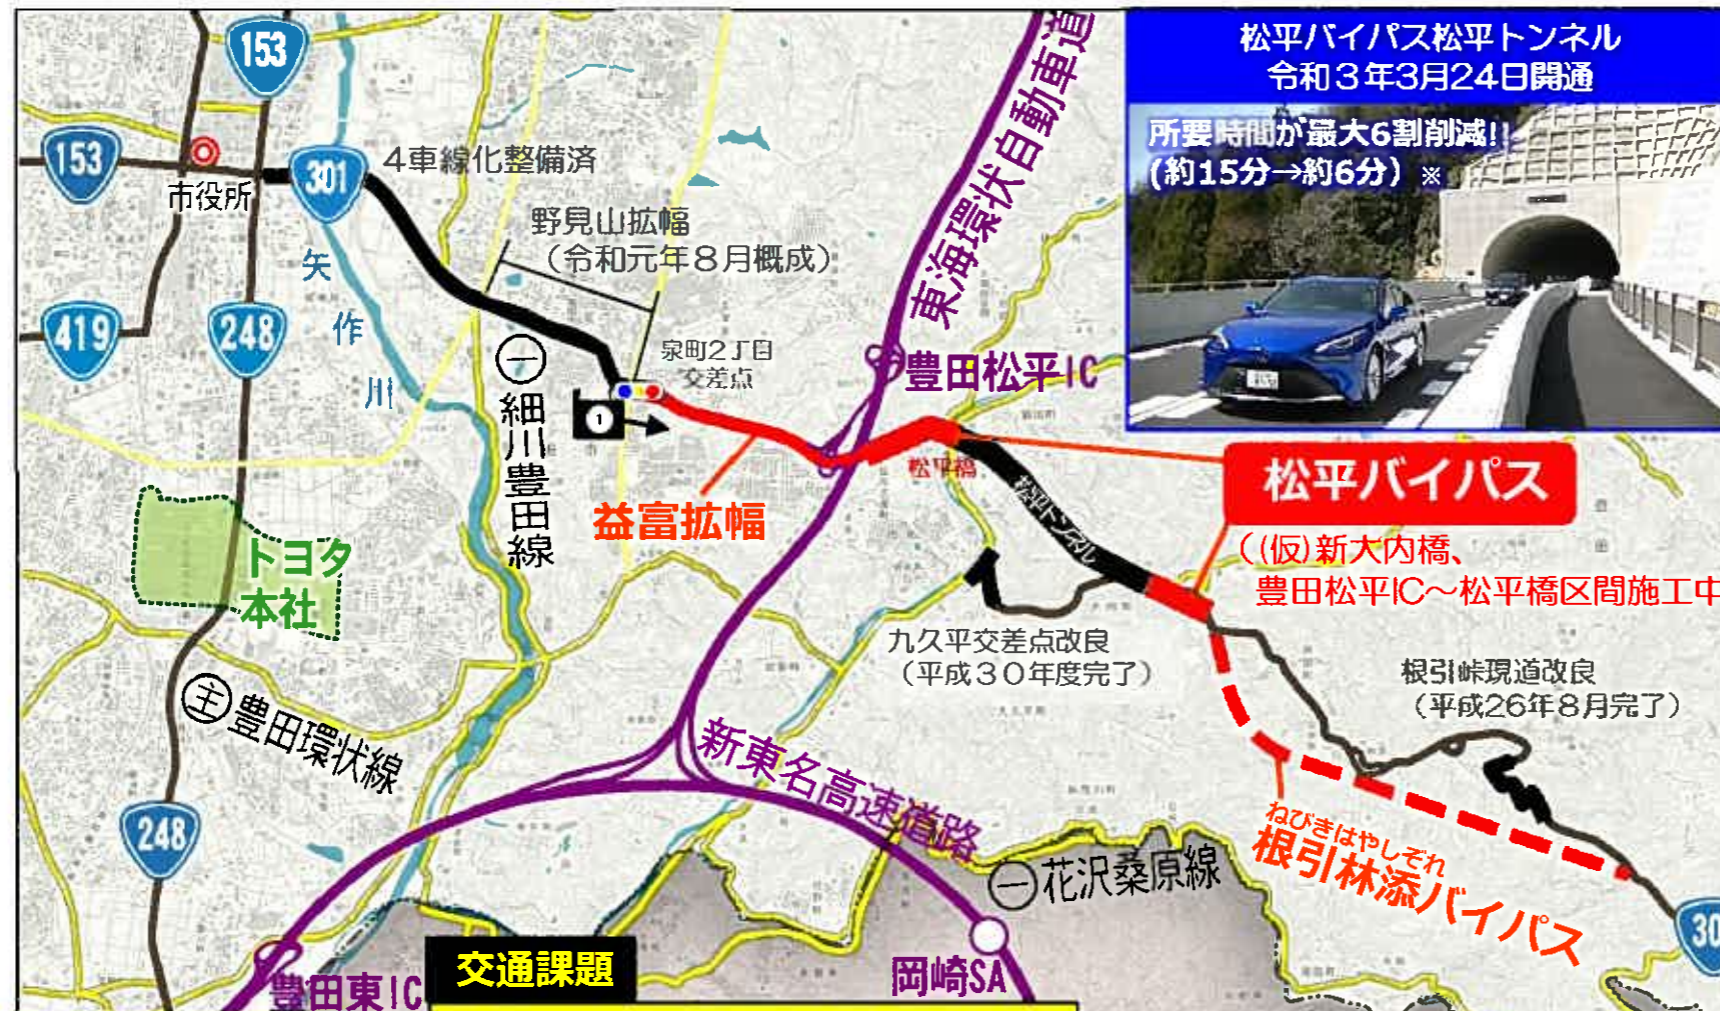 松平バイパス松平トンネル
令和3年3月24日開通
所要時間が最大6割削減!!
(約15分→約6分) ※
153
153
301
市役所
4車線化整備済
野見山拡幅
(令和元年8月概成)
矢作川
419
248
一 細川豊田線
泉町2丁目
交差点
1
東海環状自動車道
豊田松平IC
松平橋
益富拡幅
松平トンネル
松平バイパス
((仮)新大内橋、
豊田松平IC~松平橋区間施工中
トヨタ
本社
九久平交差点改良
(平成30年度完了)
根引峠現道改良
(平成26年8月完了)
主 豊田環状線
248
新東名高速道路
一 花沢桑原線
ねびきはやしぞれ
根引林添バイパス
30
豊田東IC
岡崎SA
交通課題